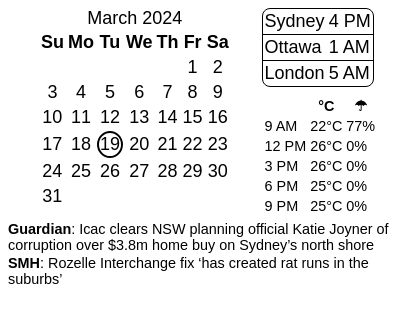 March 2024
Su Mo Tu We Th Fr Sa
1 2
3 4 5 6 7 8 9
10 11 12 13 14 15 16
17 18 19 20 21 22 23
24 25 26 27 28 29 30
31
Sydney 4 PM
Ottawa 1 AM
London 5 AM
°C ☂
9 AM 22°C 77%
12 PM 26°C 0%
3 PM 26°C 0%
6 PM 25°C 0%
9 PM 25°C 0%
Guardian: Icac clears NSW planning official Katie Joyner of
corruption over $3.8m home buy on Sydney’s north shore
SMH: Rozelle Interchange fix ‘has created rat runs in the
suburbs’